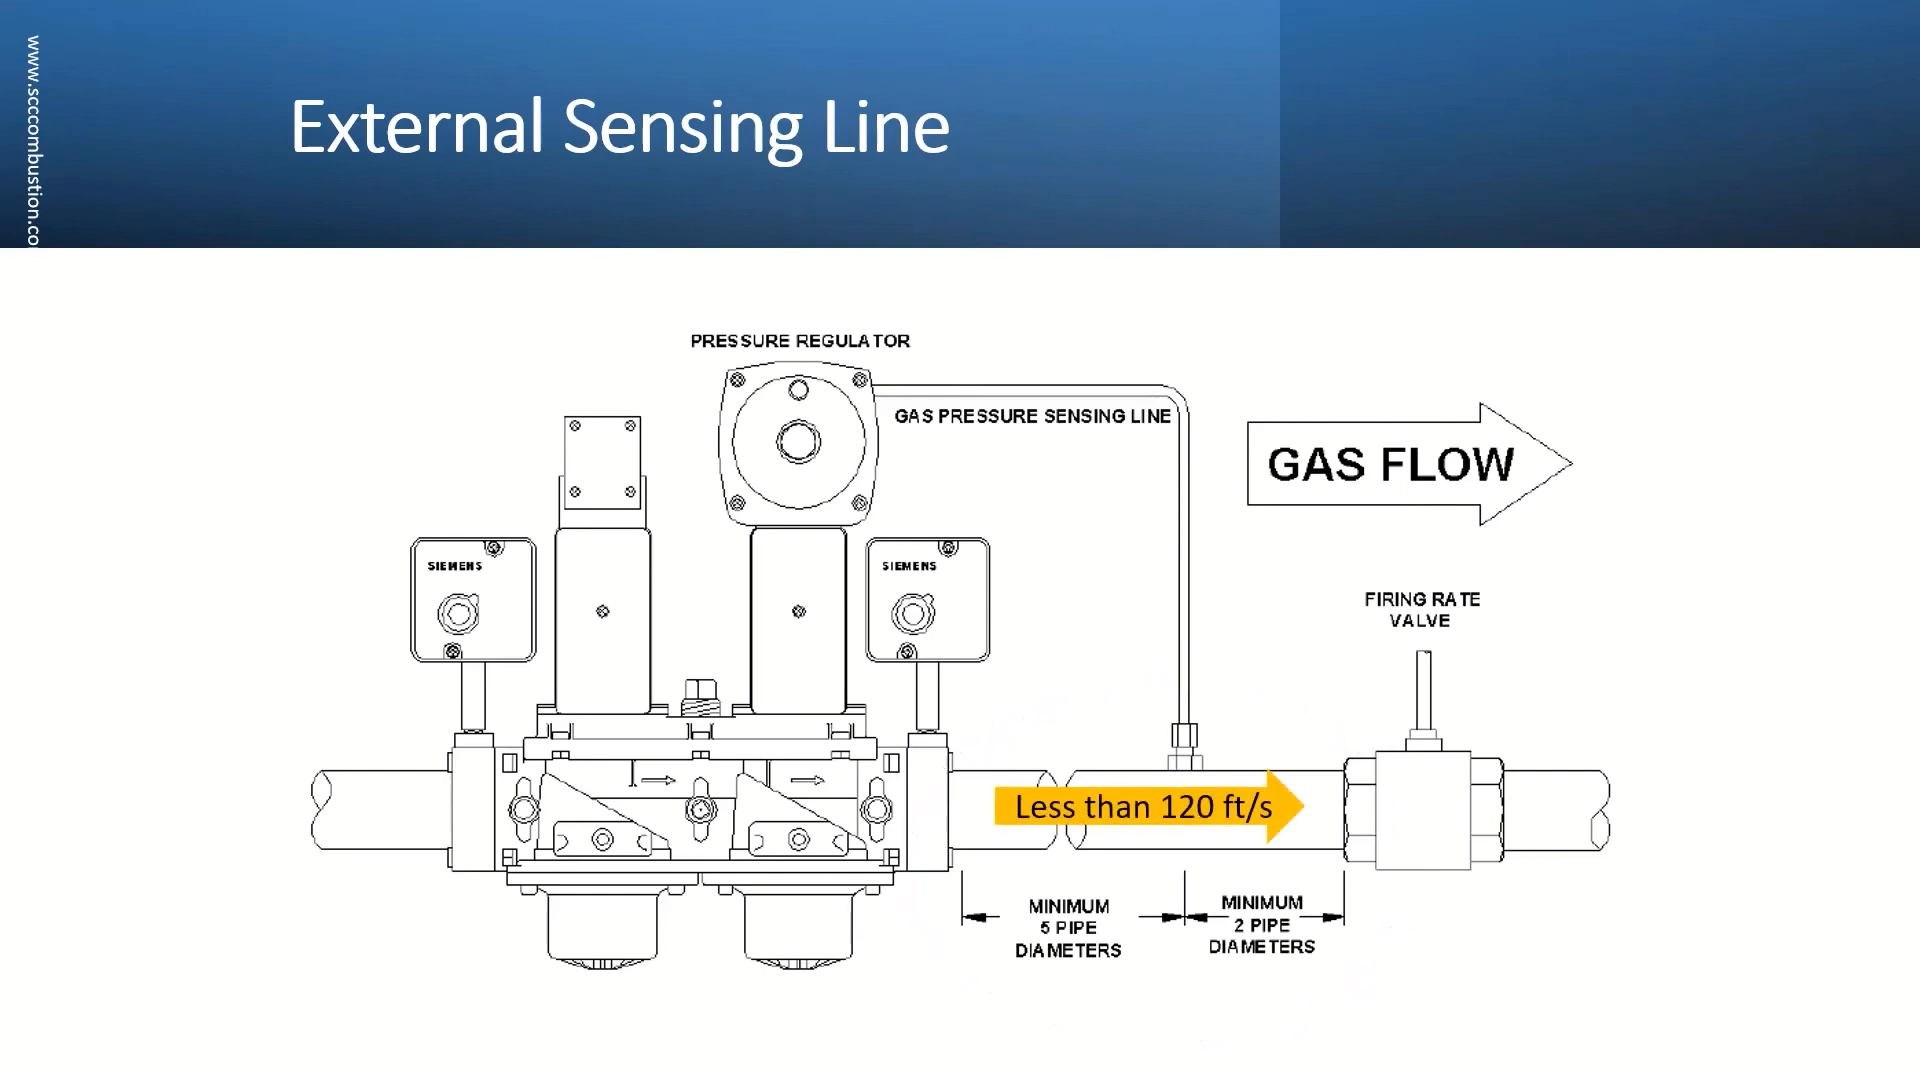 www.scccombustion.co
External Sensing Line
PRESSURE REGULATOR
GAS PRESSURE SENSING LINE
GAS FLOW
SIEMENS
SIEMENS
FIRING RATE
VALVE
Less than 120 ft/s
MINIMUM
5 PIPE
DIAMETERS
MINIMUM
2 PIPE
DIAMETERS